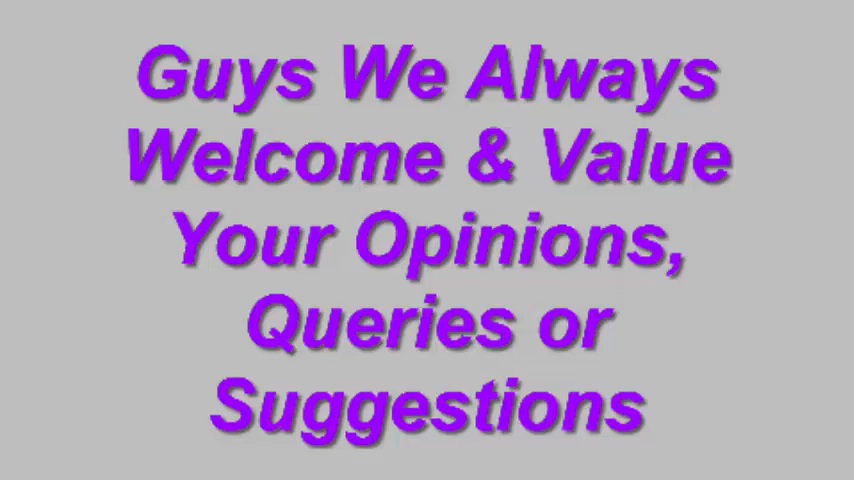 Guys We Always
Welcome & Value
Your Opinions,
Queries or
Suggestions